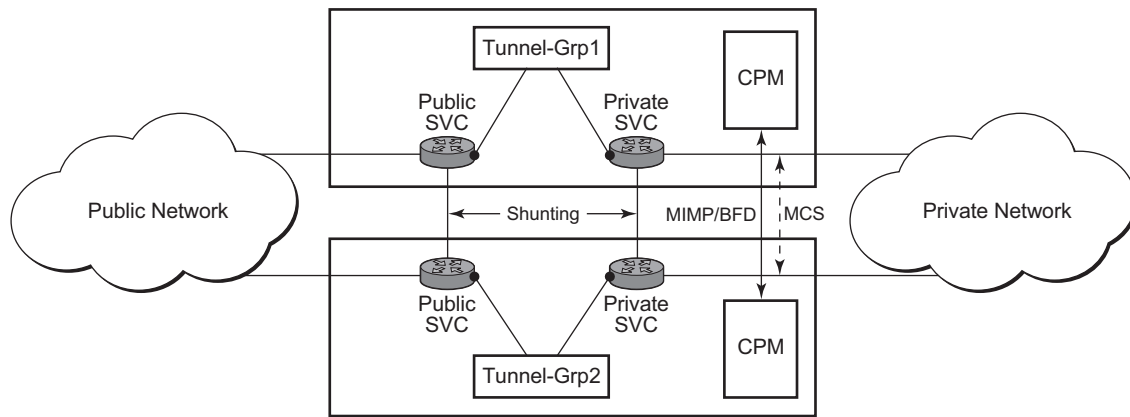 Tunnel-Grp1
CPM
Public
SVC
Private
SVC
Public Network
Shunting
MIMP/BFD
MCS
Private Network
Public
SVC
Private
SVC
CPM
Tunnel-Grp2